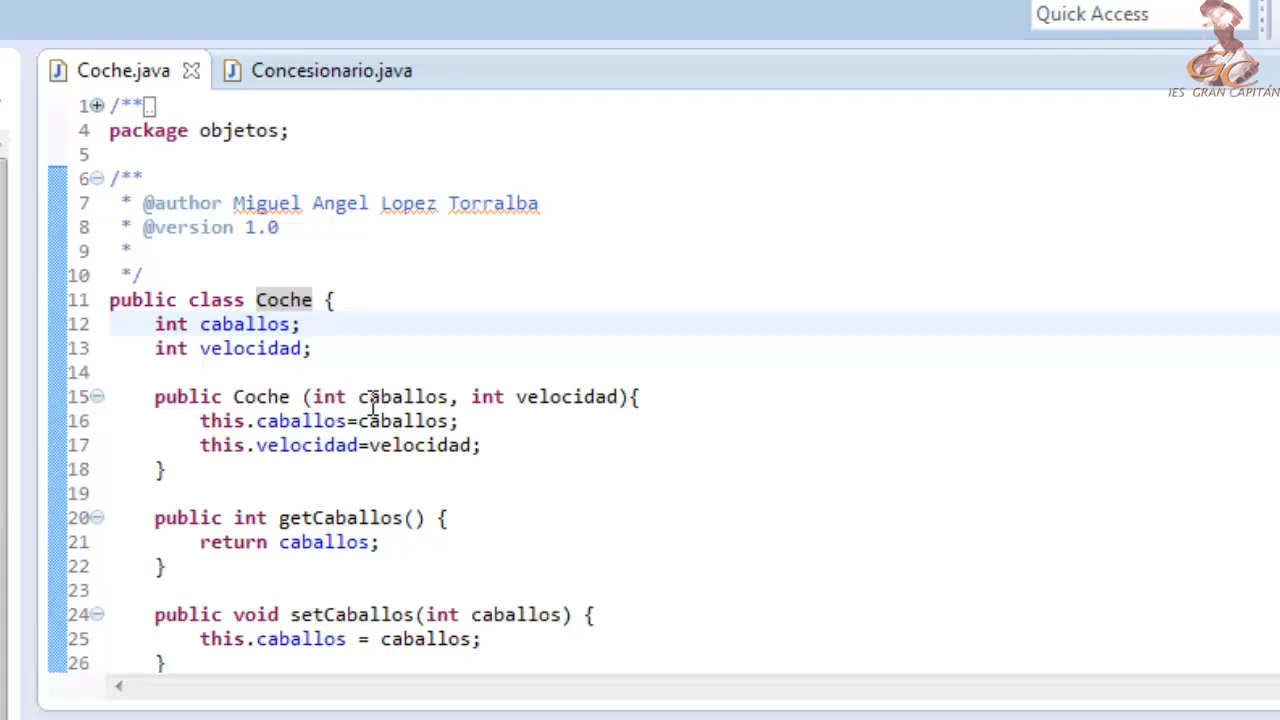 Quick Access
IES GRAN CAPITÁN
Coche.java
Concesionario.java
1 /**
4 package objetos;
5
6 /**
7 * @author Miguel Angel Lopez Torralba
8 * @version 1.0
9 *
10 */
11 public class Coche {
12 int caballos;
13 int velocidad;
14
15 public Coche (int caballos, int velocidad){
16 this.caballos=caballos;
17 this.velocidad=velocidad;
18 }
19
20 public int getCaballos() {
21 return caballos;
22 }
23
24 public void setCaballos(int caballos) {
25 this.caballos = caballos;
26 }